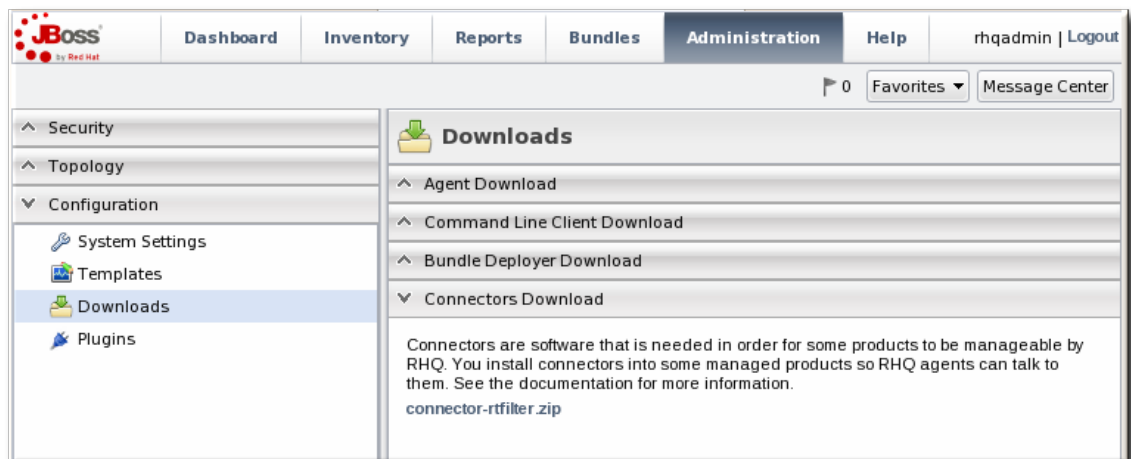 JBoss
by Red Hat
Dashboard
Inventory
Reports
Bundles
Administration
Help
rhqadmin | Logout
0
Favorites
Message Center
Security
Topology
Configuration
System Settings
Templates
Downloads
Plugins
Downloads
Agent Download
Command Line Client Download
Bundle Deployer Download
Connectors Download
Connectors are software that is needed in order for some products to be manageable by
RHQ. You install connectors into some managed products so RHQ agents can talk to
them. See the documentation for more information.
connector-rtfilter.zip